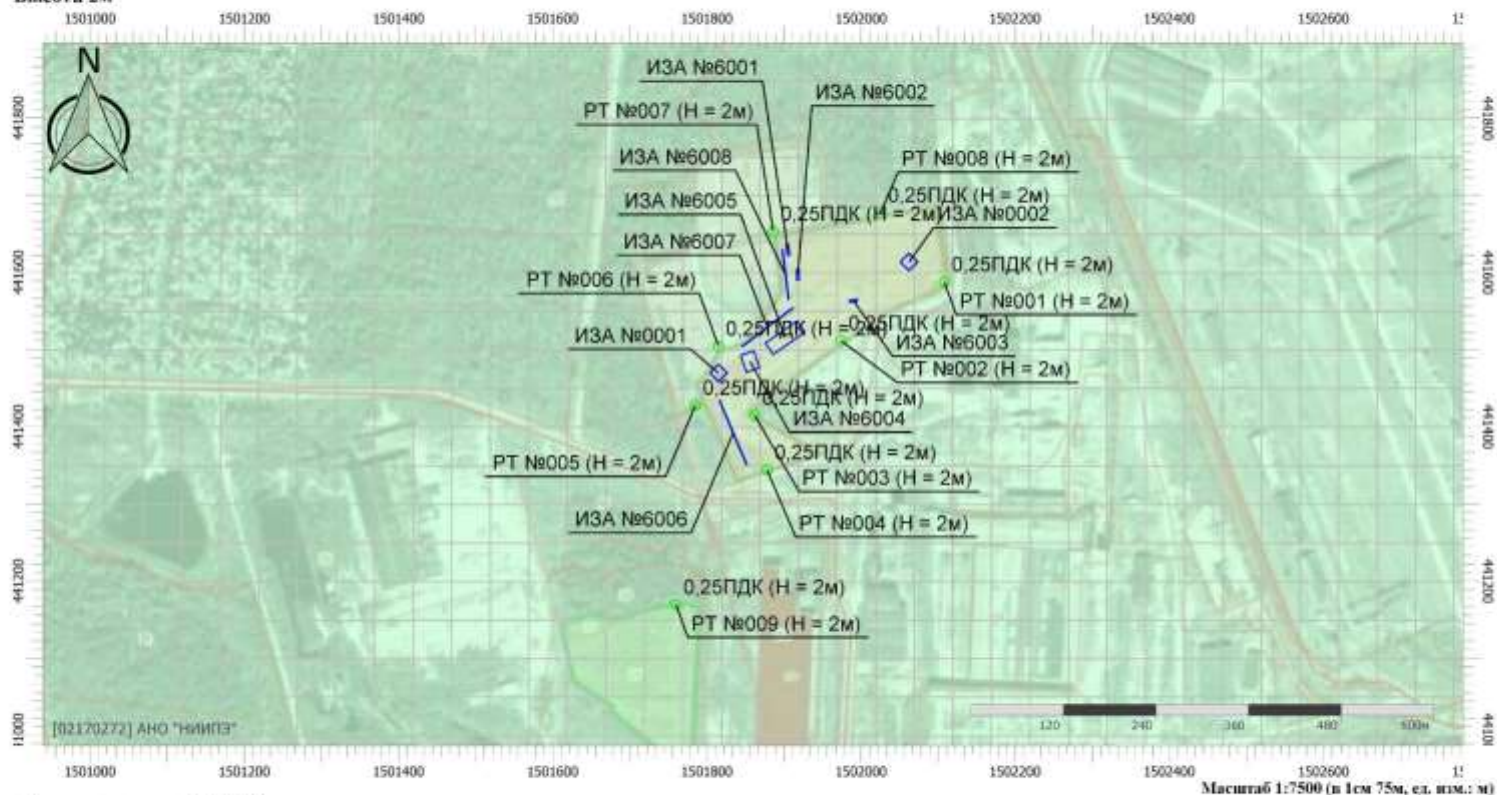 1501000 1501200 1501400 1501600 1501800 1502000 1502200 1502400 1502600
N
ИЗА №6001
ИЗА №6002
РТ №007 (Н = 2м)
ИЗА №6008
РТ №008 (Н = 2м)
0,25ПДК (Н = 2м)
ИЗА №6005
0,25ПДК (Н = 2м)
ИЗА №0002
ИЗА №6007
0,25ПДК (Н = 2м)
РТ №006 (Н = 2м)
РТ №001 (Н = 2м)
ИЗА №0001
0,25ПДК (Н = 2м)
0,25ПДК (Н = 2м)
ИЗА №6003
РТ №002 (Н = 2м)
0,25ПДК (Н = 2м)
0,25ПДК (Н = 2м)
ИЗА №6004
0,25ПДК (Н = 2м)
РТ №005 (Н = 2м)
РТ №003 (Н = 2м)
ИЗА №6006
РТ №004 (Н = 2м)
0,25ПДК (Н = 2м)
РТ №009 (Н = 2м)
441800
441600
441400
441200
441800
441600
441400
441200
[02170272] АНО "НИИПЭ"
120 240 360 480 600м
1501000 1501200 1501400 1501600 1501800 1502000 1502200 1502400 1502600
Масштаб 1:7500 (в 1см 75м, ед. изм.: м)